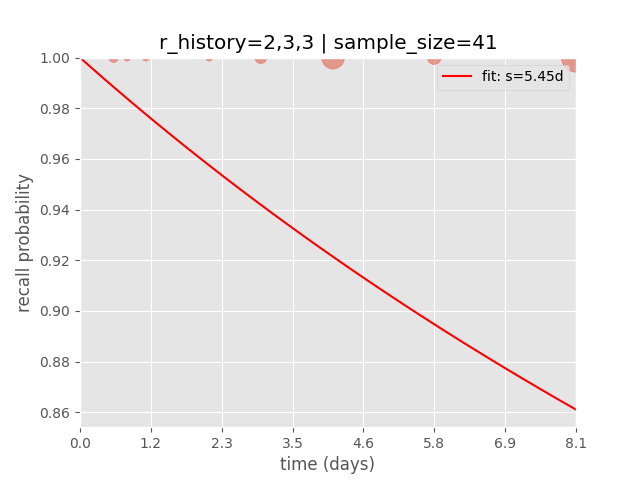 r_history=2,3,3 | sample_size=41
fit: s=5.45d
1.00
0.98
0.96
0.94
0.92
0.90
0.88
0.86
recall probability
0.0 1.2 2.3 3.5 4.6 5.8 6.9 8.1
time (days)